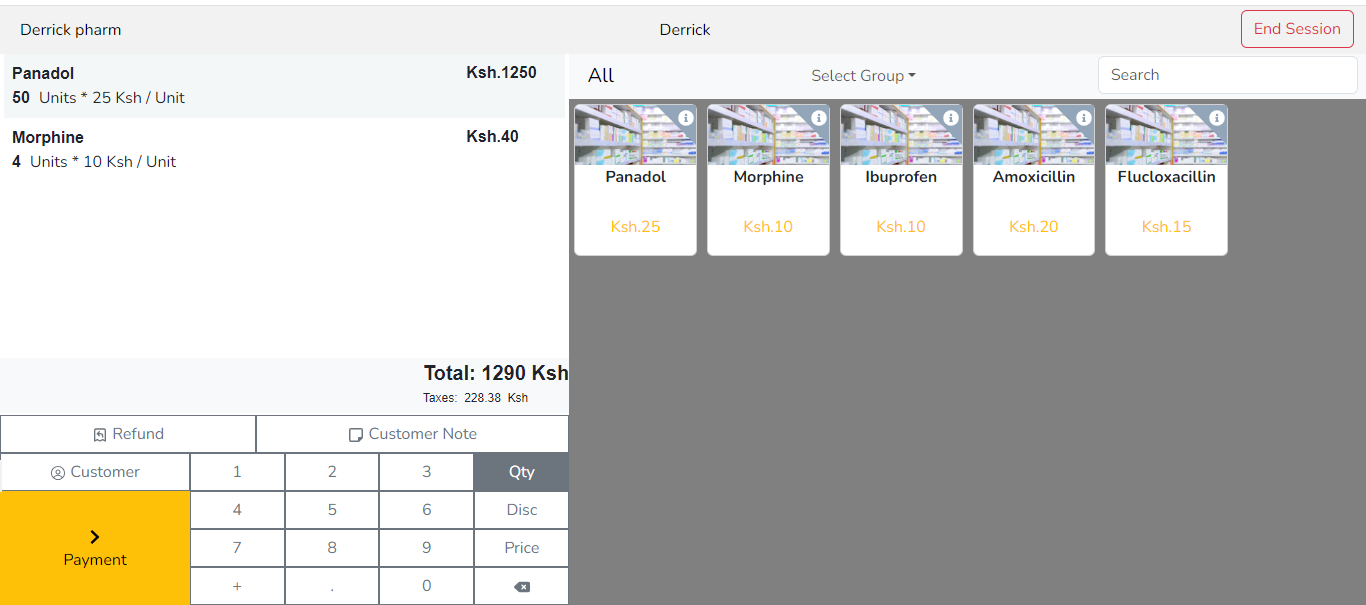 Derrick pharm
Derrick
End Session
Panadol Ksh.1250
50 Units * 25 Ksh / Unit
Morphine Ksh.40
4 Units * 10 Ksh / Unit
Total: 1290 Ksh
Taxes: 228.38 Ksh
Refund
Customer Note
Customer 1 2 3 Qty
4 5 6 Disc
7 8 9 Price
+ . 0
Payment
All
Select Group
Search
Panadol Morphine Ibuprofen Amoxicillin Flucloxacillin
Ksh.25 Ksh.10 Ksh.10 Ksh.20 Ksh.15